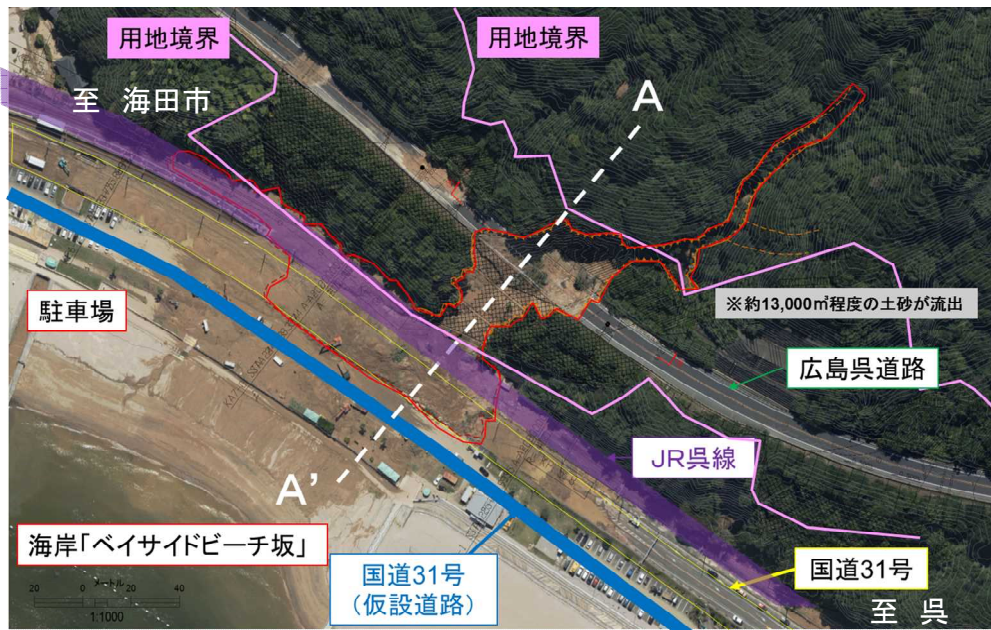 用地境界
用地境界
至 海田市
A
駐車場
※約13,000㎥程度の土砂が流出
広島呉道路
JR呉線
A’
海岸「ベイサイドビーチ坂」
国道31号
(仮設道路)
国道31号
至 呉
20 0 メートル 20 40
1:1000